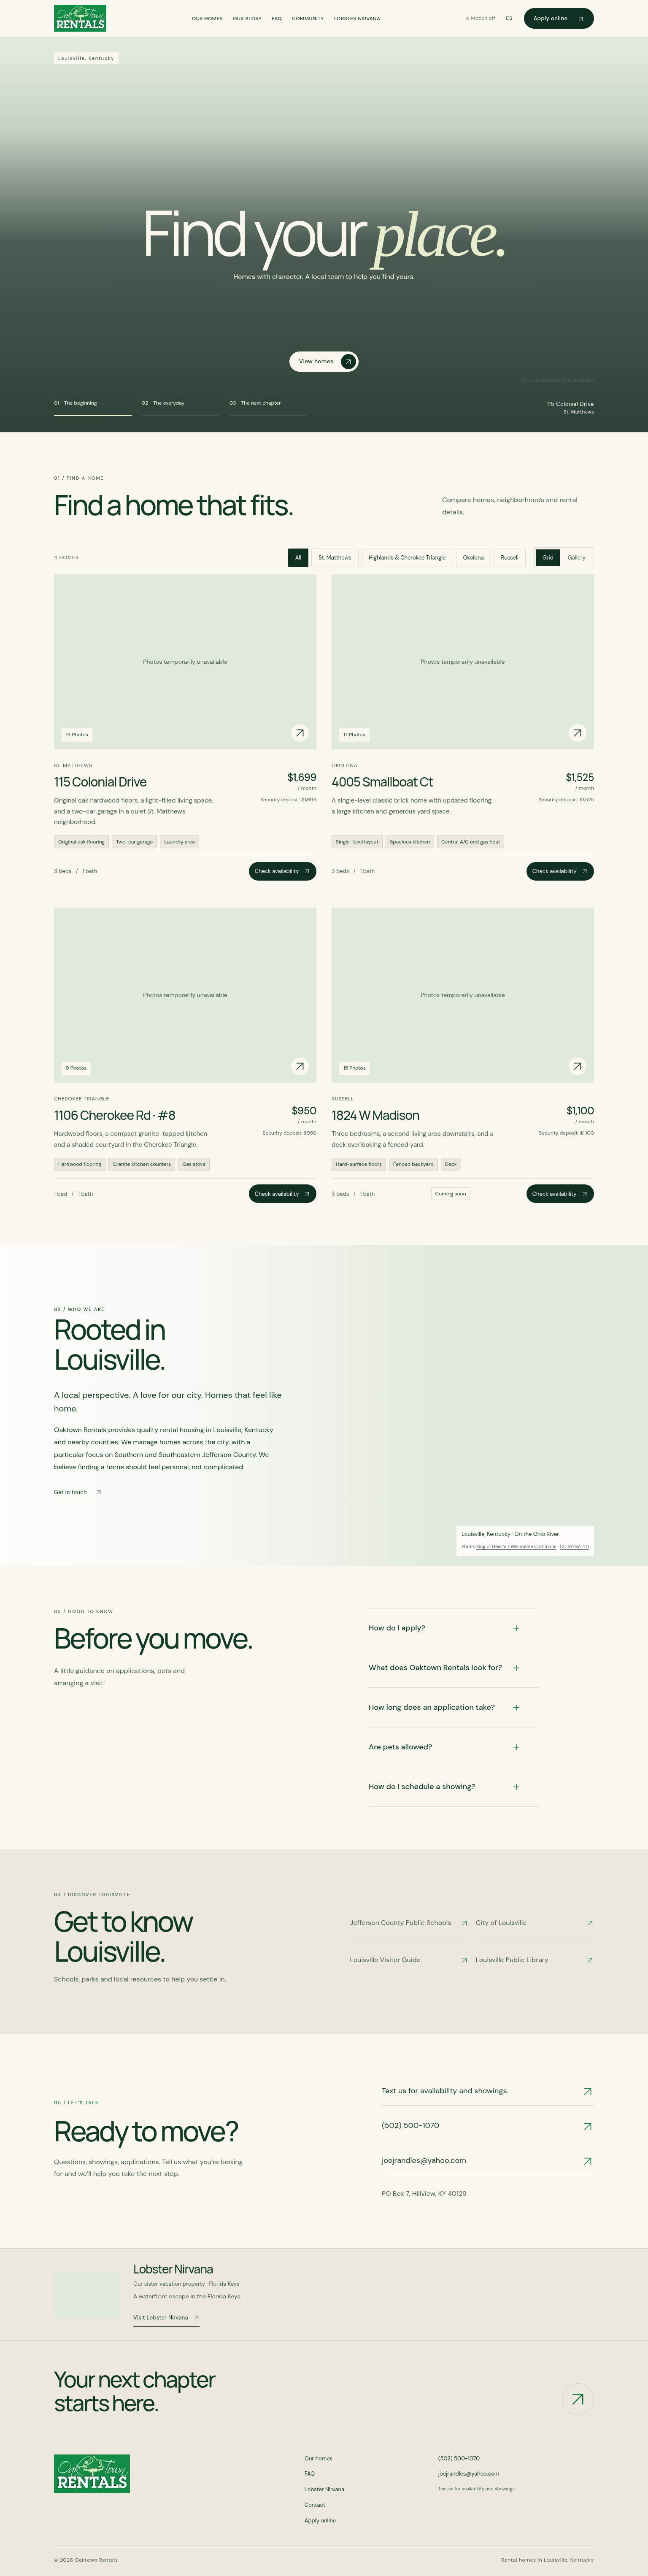 Oak Town
RENTALS
OUR HOMES
OUR STORY
FAQ
COMMUNITY
LOBSTER NIRVANA
Motion off
ES
Apply online
Louisville, Kentucky
Find your place.
Homes with character. A local team to help you find yours.
View homes
01 The beginning
02 The everyday
03 The next chapter
115 Colonial Drive
St. Matthews
01 / FIND A HOME
Find a home that fits.
Compare homes, neighborhoods and rental
details.
4 HOMES
All
St. Matthews
Highlands & Cherokee Triangle
Okolona
Russell
Grid
Gallery
Photos temporarily unavailable
18 Photos
Photos temporarily unavailable
17 Photos
ST. MATTHEWS
115 Colonial Drive
$1,699
/ month
Original oak hardwood floors, a light-filled living space,
and a two-car garage in a quiet St. Matthews
neighborhood.
Security deposit: $1,699
Original oak flooring
Two-car garage
Laundry area
3 beds / 1 bath
Check availability
OKOLONA
4005 Smallboat Ct
$1,525
/ month
A single-level classic brick home with updated flooring,
a large kitchen and generous yard space.
Security deposit: $1,525
Single-level layout
Spacious kitchen
Central A/C and gas heat
3 beds / 1 bath
Check availability
Photos temporarily unavailable
9 Photos
Photos temporarily unavailable
15 Photos
CHEROKEE TRIANGLE
1106 Cherokee Rd · #8
$950
/ month
Hardwood floors, a compact granite-topped kitchen
and a shaded courtyard in the Cherokee Triangle.
Security deposit: $950
Hardwood flooring
Granite kitchen counters
Gas stove
1 bed / 1 bath
Check availability
RUSSELL
1824 W Madison
$1,100
/ month
Three bedrooms, a second living area downstairs, and a
deck overlooking a fenced yard.
Security deposit: $1,100
Hard-surface floors
Fenced backyard
Deck
3 beds / 1 bath
Coming soon
Check availability
02 / WHO WE ARE
Rooted in
Louisville.
A local perspective. A love for our city. Homes that feel like
home.
Oaktown Rentals provides quality rental housing in Louisville, Kentucky
and nearby counties. We manage homes across the city, with a
particular focus on Southern and Southeastern Jefferson County. We
believe finding a home should feel personal, not complicated.
Get in touch
Louisville, Kentucky · On the Ohio River
Photo: King of Hearts / Wikimedia Commons · CC BY-SA 4.0
03 / GOOD TO KNOW
Before you move.
A little guidance on applications, pets and
arranging a visit.
How do I apply?
What does Oaktown Rentals look for?
How long does an application take?
Are pets allowed?
How do I schedule a showing?
04 / DISCOVER LOUISVILLE
Get to know
Louisville.
Schools, parks and local resources to help you settle in.
Jefferson County Public Schools
City of Louisville
Louisville Visitor Guide
Louisville Public Library
05 / LET'S TALK
Ready to move?
Questions, showings, applications. Tell us what you're looking
for and we'll help you take the next step.
Text us for availability and showings.
(502) 500-1070
joejrandles@yahoo.com
PO Box 7, Hillview, KY 40129
Lobster Nirvana
Our sister vacation property · Florida Keys
A waterfront escape in the Florida Keys.
Visit Lobster Nirvana
Your next chapter
starts here.
Oak Town
RENTALS
Our homes
FAQ
Lobster Nirvana
Contact
Apply online
(502) 500-1070
joejrandles@yahoo.com
Text us for availability and showings.
© 2026 Oaktown Rentals
Rental homes in Louisville, Kentucky